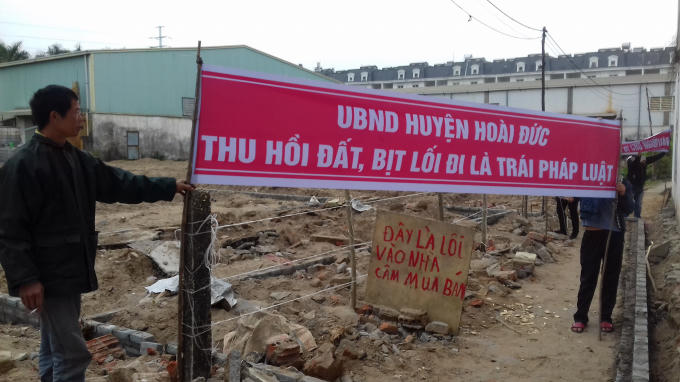 UBND HUYỆN HOÀI ĐỨC
THU HỒI ĐẤT, BỊT LỐI ĐI LÀ TRÁI PHÁP LUẬT
ĐÂY LÀ LỐI
VÀO NHÀ
CẤM MUA BÁN